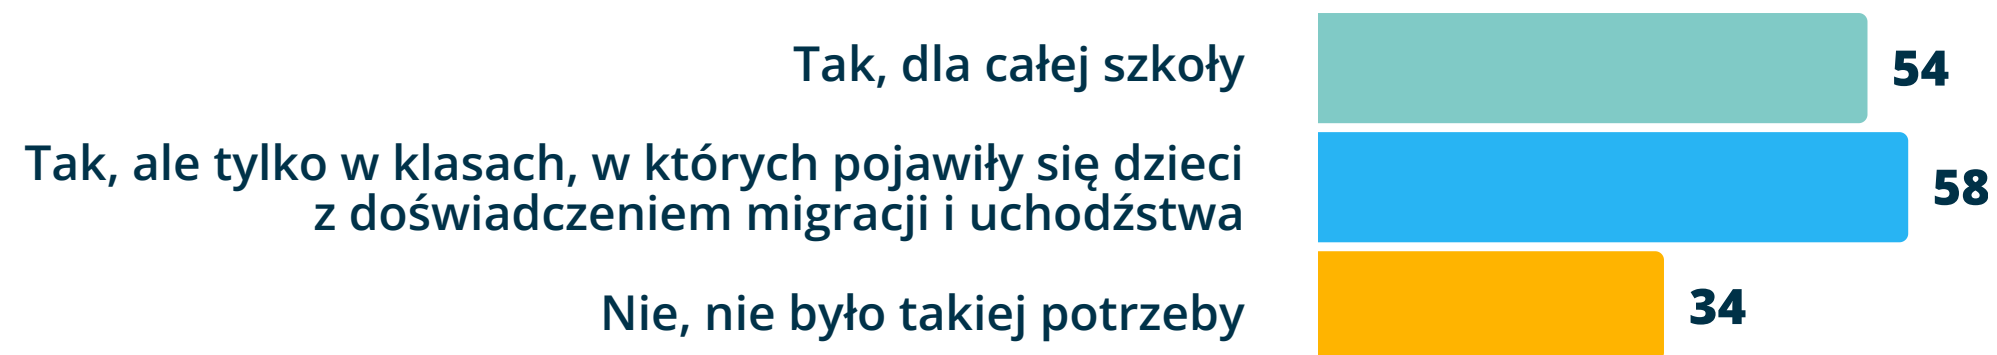 Tak, dla całej szkoły
54
Tak, ale tylko w klasach, w których pojawiły się dzieci
z doświadczeniem migracji i uchodźstwa
58
Nie, nie było takiej potrzeby
34